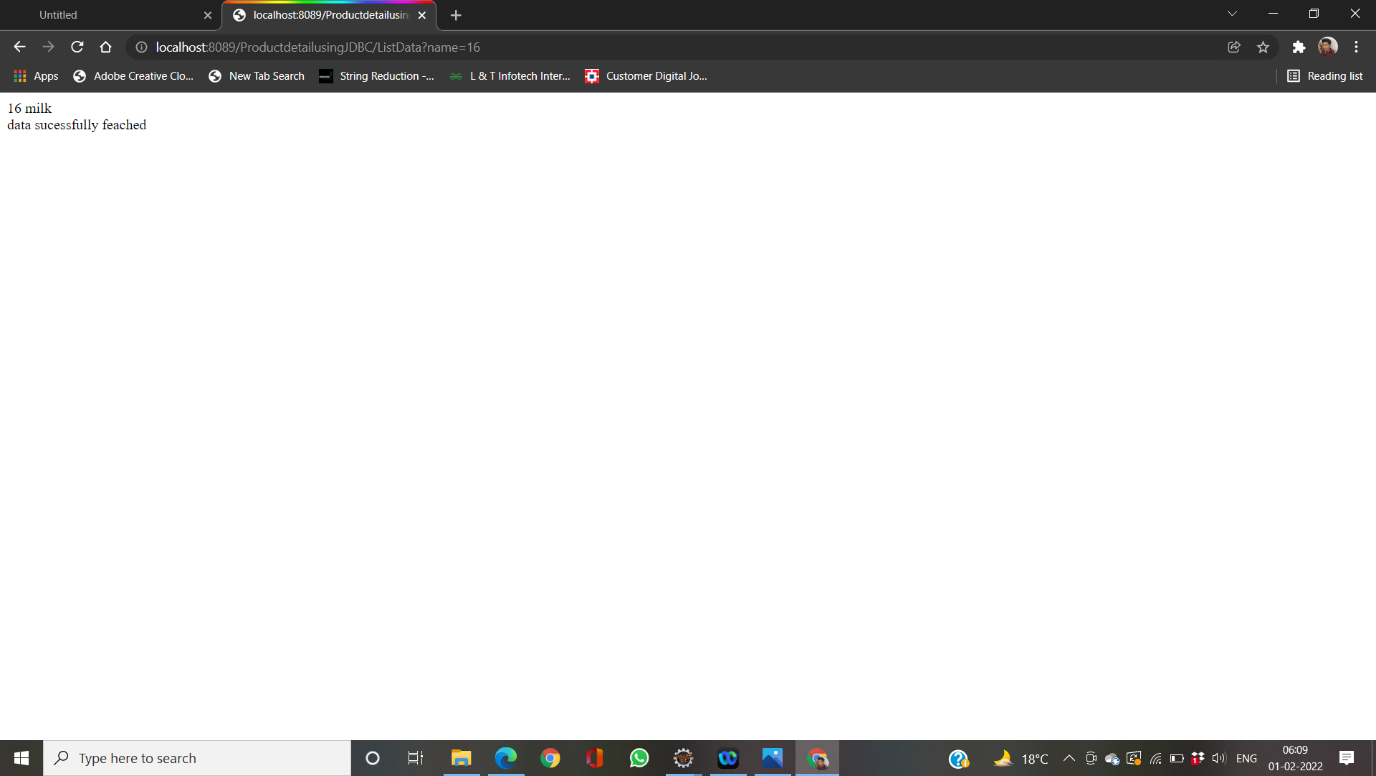 Untitled
localhost:8089/Productdetailusin
localhost:8089/ProductdetailusingJDBC/ListData?name=16
Apps
Adobe Creative Clo...
New Tab Search
String Reduction -...
L & T Infotech Inter...
Customer Digital Jo...
Reading list
16 milk
data sucessfully feached
Type here to search
18°C
ENG
06:09
01-02-2022